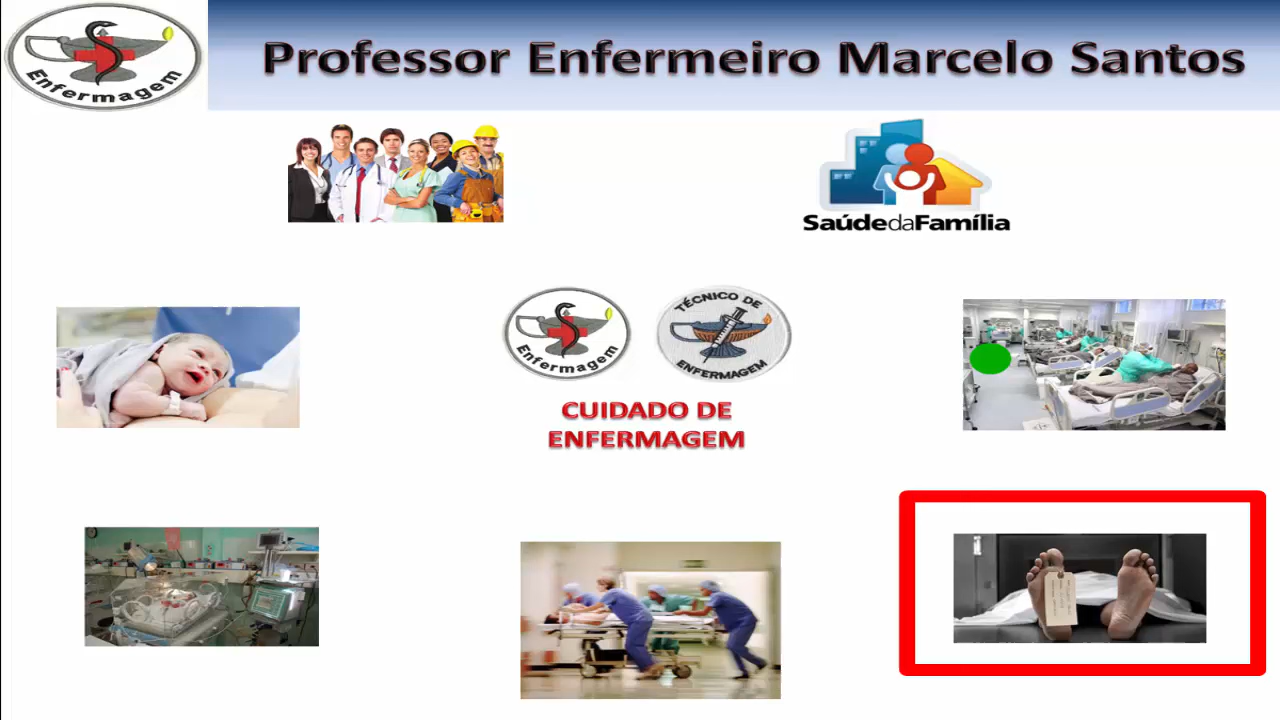 Professor Enfermeiro Marcelo Santos
Enfermagem
SaúdedaFamília
Enfermagem
TÉCNICO DE
ENFERMAGEM
CUIDADO DE
ENFERMAGEM